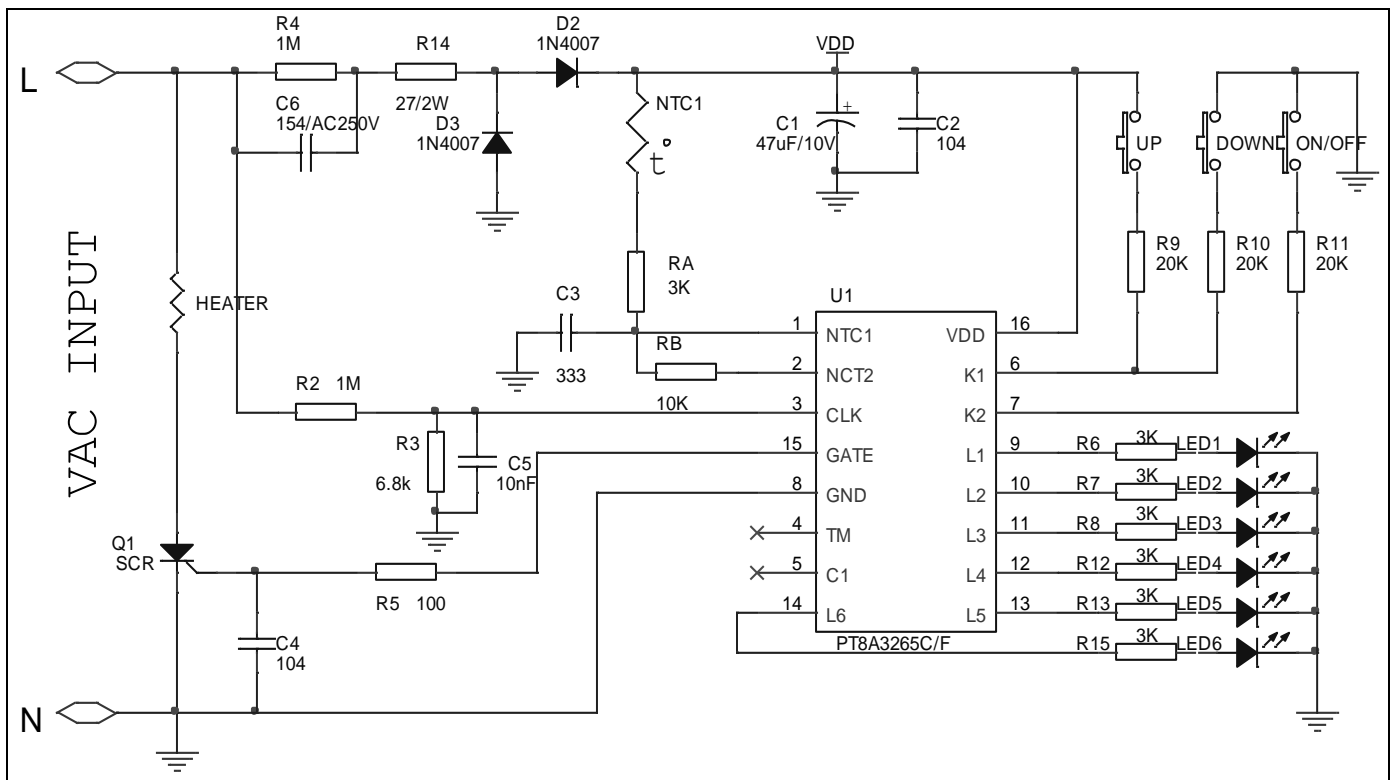 R4
1M
R14
D2
1N4007
VDD
L
C6
154/AC250V
27/2W
D3
1N4007
NTC1
t°
C1
47uF/10V
+
C2
104
UP
DOWN
ON/OFF
R9
20K
R10
20K
R11
20K
VAC INPUT
HEATER
RA
3K
C3
333
RB
10K
R2 1M
R3
6.8k
C5
10nF
U1
1 NTC1
2 NCT2
3 CLK
15 GATE
8 GND
4 TM
5 C1
14 L6
VDD 16
K1 6
K2 7
L1 9
L2 10
L3 11
L4 12
L5 13
PT8A3265C/F
R6 3K LED1
R7 3K LED2
R8 3K LED3
R12 3K LED4
R13 3K LED5
R15 3K LED6
Q1
SCR
R5 100
C4
104
N